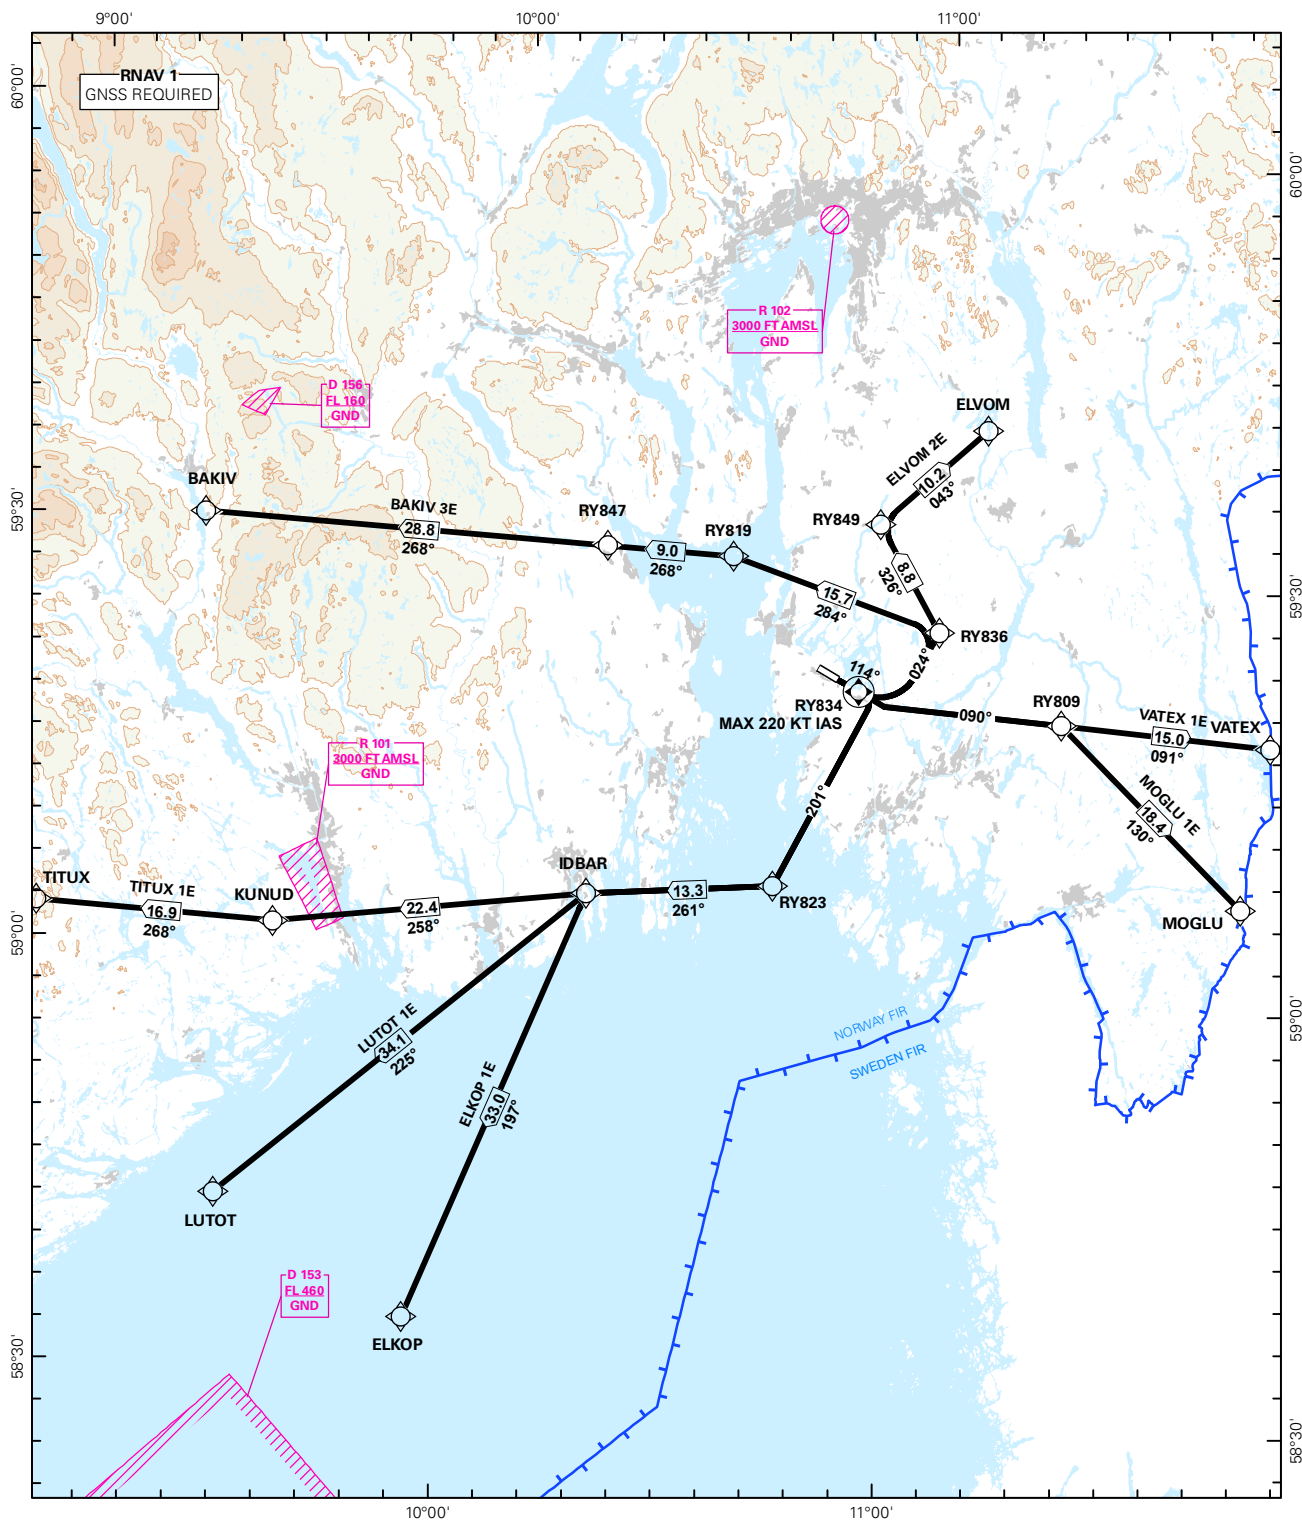 9°00'
10°00'
11°00'
60°00'
RNAV 1
GNSS REQUIRED
60°00'
R 102
3000 FT AMSL
GND
D 156
FL 160
GND
ELVOM
ELVOM 2E
10.2
043°
BAKIV
BAKIV 3E
28.8
268°
RY847
9.0
268°
RY819
RY849
59°30'
8.8
326°
15.7
284°
59°30'
RY836
024°
114°
RY834
MAX 220 KT IAS
090°
RY809
VATEX 1E
15.0
091°
VATEX
R 101
3000 FT AMSL
GND
201°
MOGLU 1E
18.4
130°
MOGLU
TITUX
TITUX 1E
16.9
268°
KUNUD
22.4
258°
IDBAR
13.3
261°
RY823
59°00'
59°00'
LUTOT 1E
34.1
225°
NORWAY FIR
SWEDEN FIR
ELKOP 1E
33.0
197°
LUTOT
D 153
FL 460
GND
ELKOP
58°30'
58°30'
10°00'
11°00'